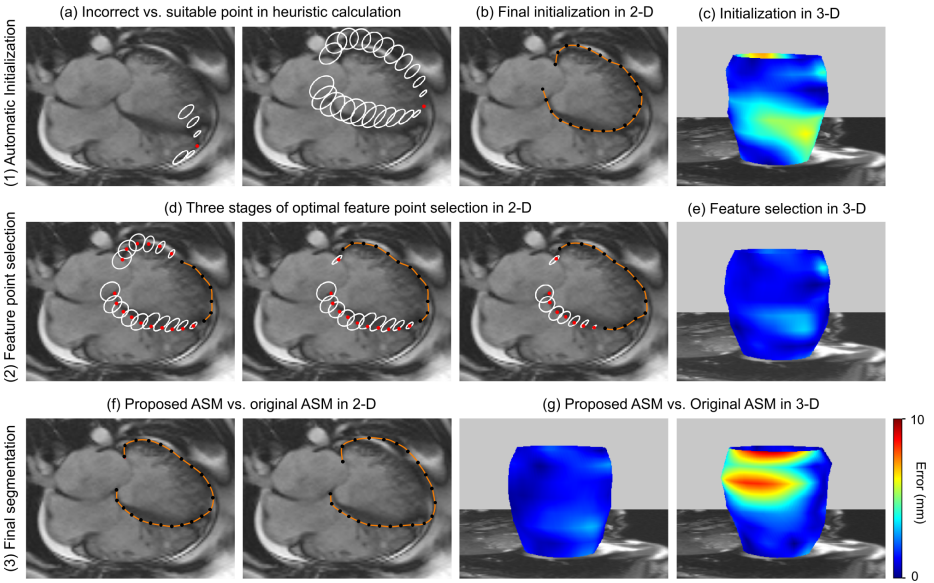 (a) Incorrect vs. suitable point in heuristic calculation
(b) Final initialization in 2-D
(c) Initialization in 3-D
(1) Automatic Initialization
(d) Three stages of optimal feature point selection in 2-D
(e) Feature selection in 3-D
(2) Feature point selection
(f) Proposed ASM vs. original ASM in 2-D
(g) Proposed ASM vs. Original ASM in 3-D
(3) Final segmentation
10
Error (mm)
0